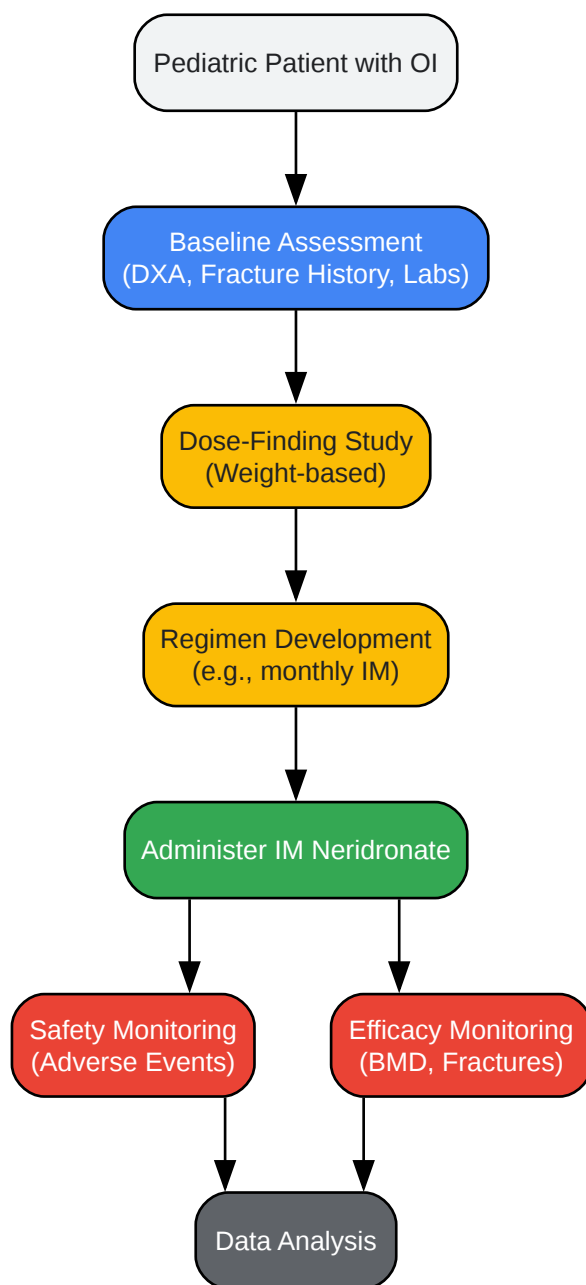 Pediatric Patient with OI
Baseline Assessment
(DXA, Fracture History, Labs)
Dose-Finding Study
(Weight-based)
Regimen Development
(e.g., monthly IM)
Administer IM Neridronate
Safety Monitoring
(Adverse Events)
Efficacy Monitoring
(BMD, Fractures)
Data Analysis